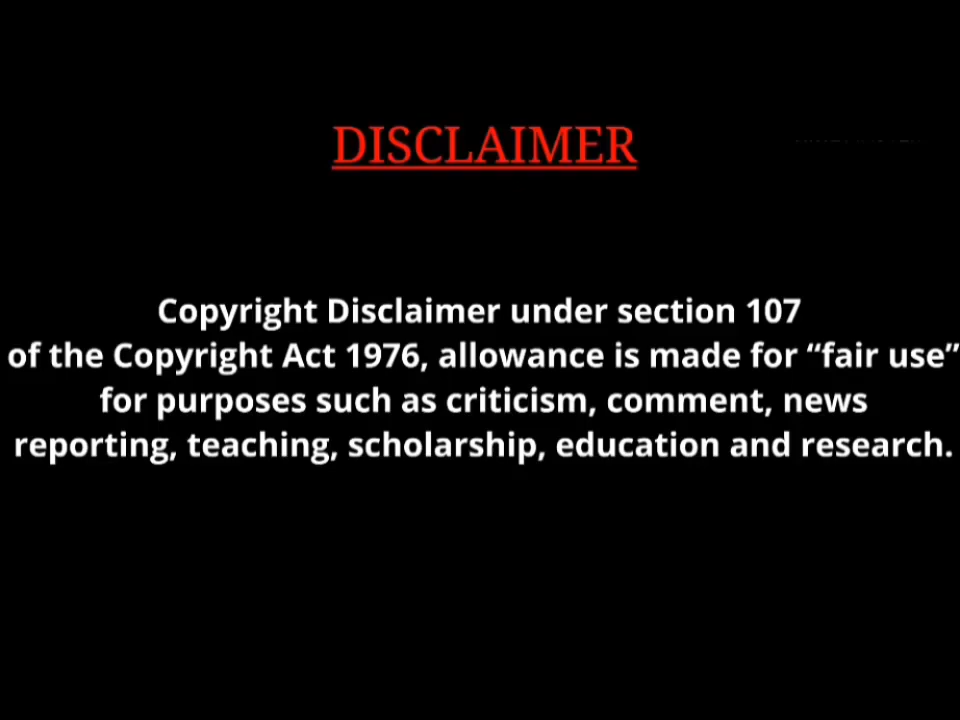 DISCLAIMER
Copyright Disclaimer under section 107
of the Copyright Act 1976, allowance is made for “fair use”
for purposes such as criticism, comment, news
reporting, teaching, scholarship, education and research.